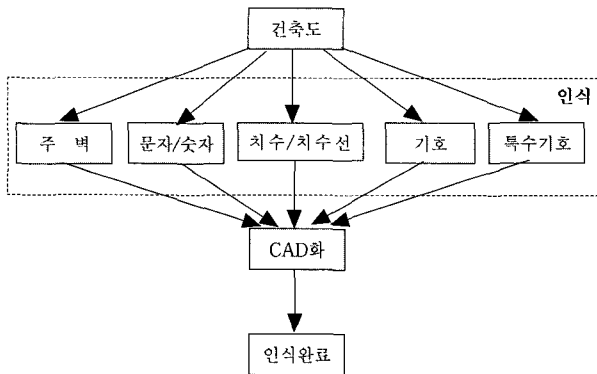 건축도
인식
주 벽
문자/숫자
치수/치수선
기호
특수기호
CAD화
인식완료